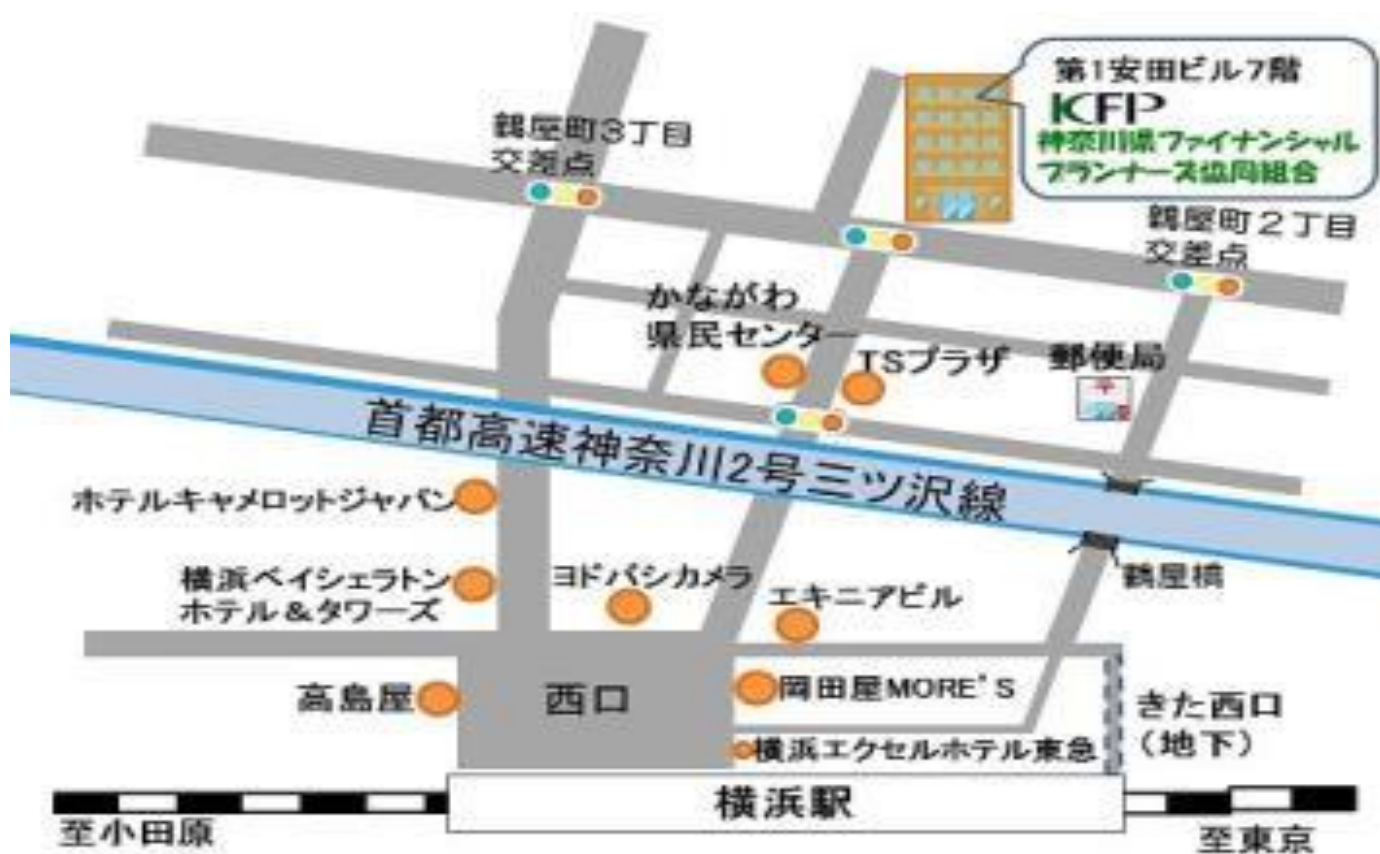 第1安田ビル7階
KFP
神奈川県ファイナンシャル
プランナーズ協同組合
鶴屋町3丁目
交差点
鶴屋町2丁目
交差点
かながわ
県民センター
TSプラザ
郵便局
首都高速神奈川2号三ツ沢線
ホテルキャメロットジャパン
横浜ベイシェラトン
ホテル&タワーズ
ヨドバシカメラ
エキニアビル
鶴屋橋
高島屋
西口
岡田屋MORE'S
きた西口
(地下)
横浜エクセルホテル東急
横浜駅
至小田原
至東京